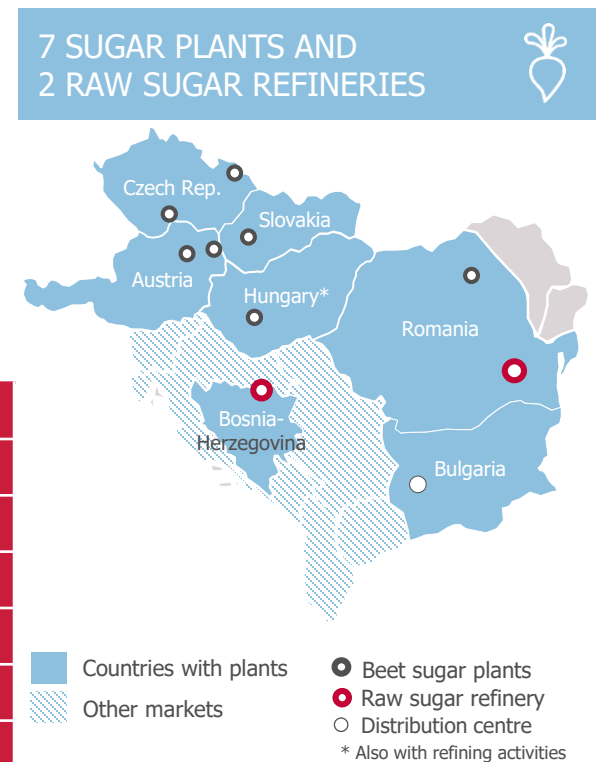 7 SUGAR PLANTS AND
2 RAW SUGAR REFINERIES
Czech Rep.
Slovakia
Austria
Hungary*
Romania
Bosnia-
Herzegovina
Bulgaria
Countries with plants
Other markets
Beet sugar plants
Raw sugar refinery
Distribution centre
* Also with refining activities